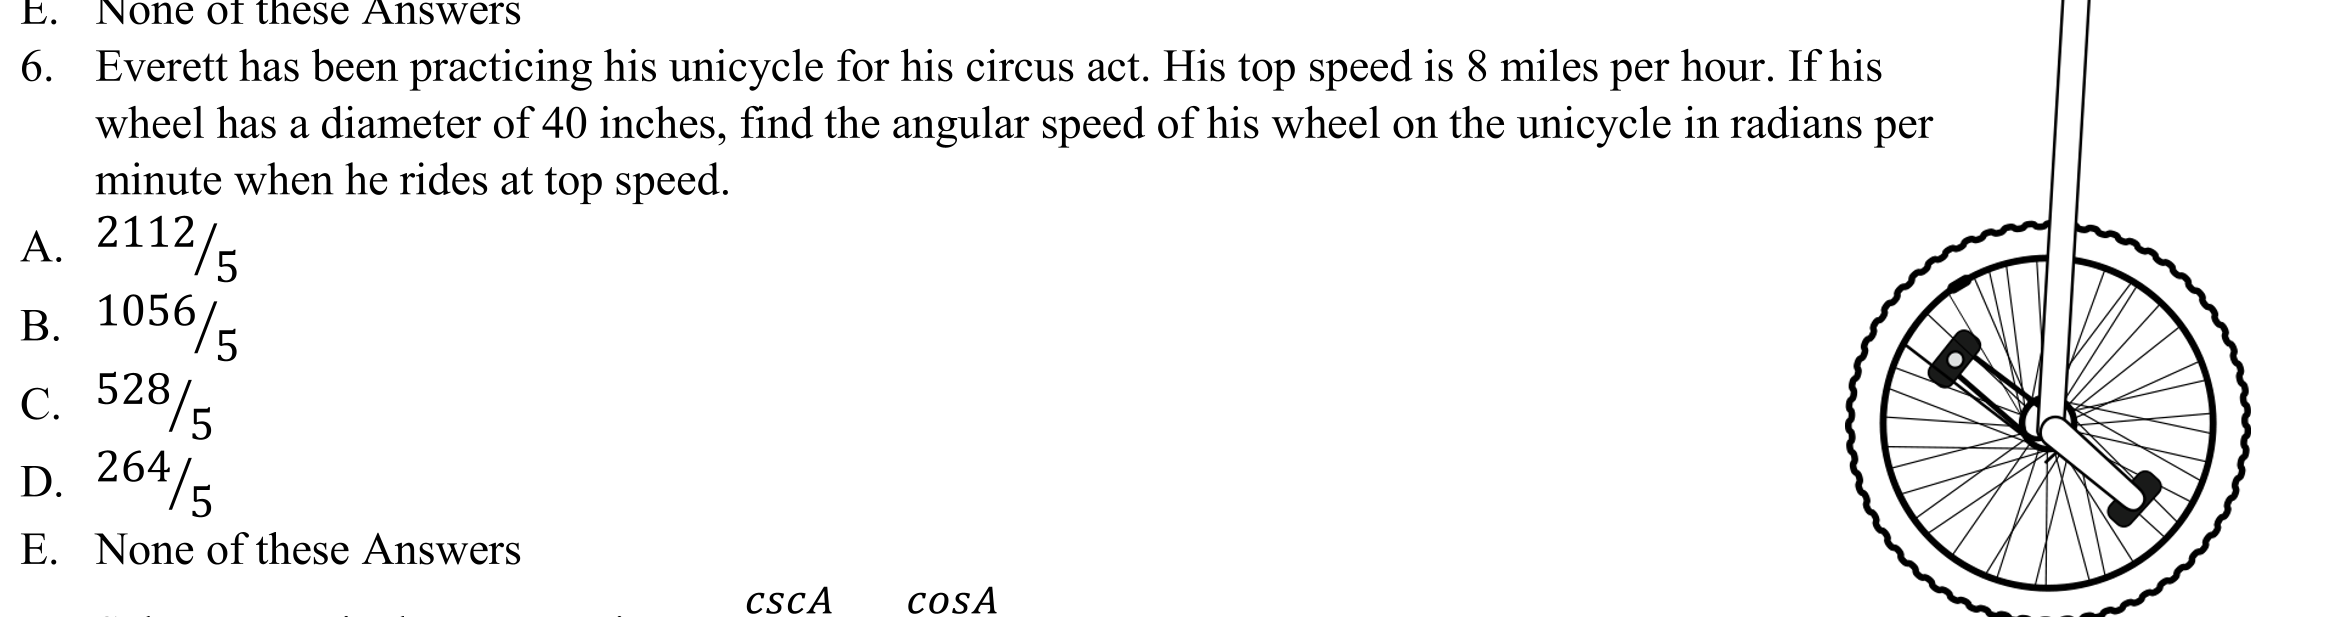 E. None of these Answers
6. Everett has been practicing his unicycle for his circus act. His top speed is 8 miles per hour. If his
wheel has a diameter of 40 inches, find the angular speed of his wheel on the unicycle in radians per
minute when he rides at top speed.
A. 2112/5
B. 1056/5
C. 528/5
D. 264/5
E. None of these Answers
cscA cosA